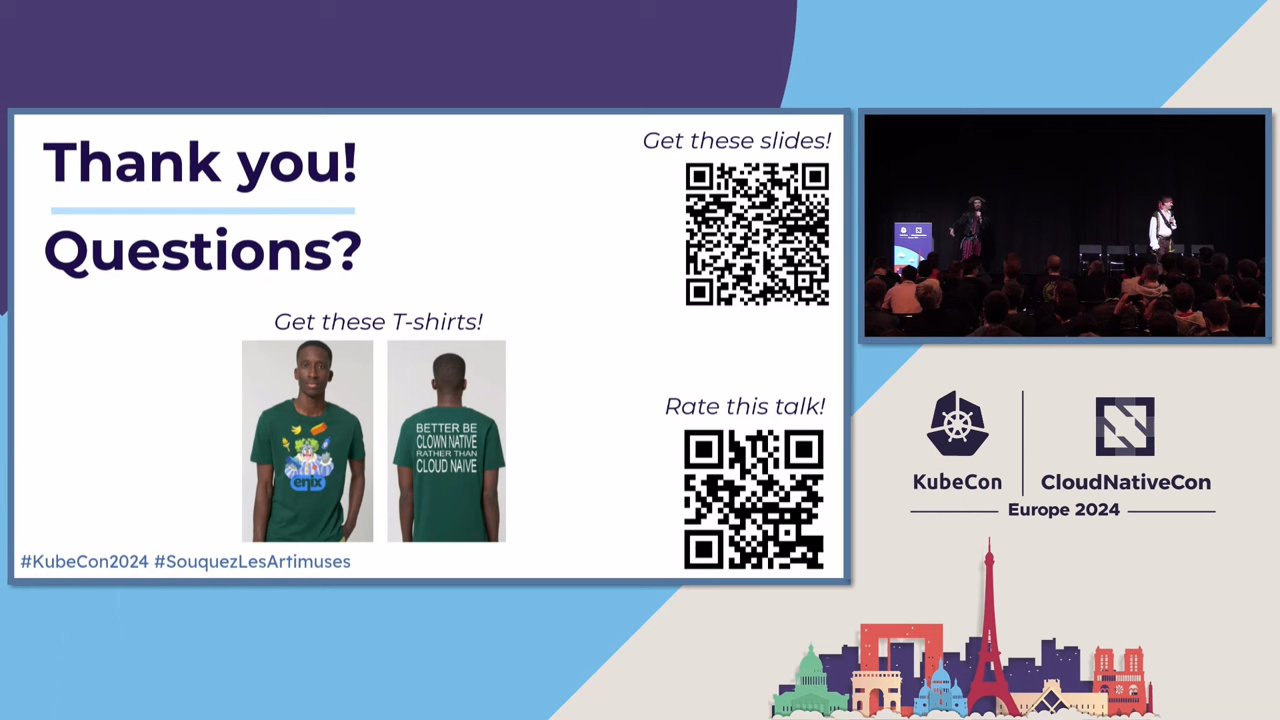 Thank you!
Questions?
Get these slides!
Get these T-shirts!
enix
BETTER BE
CLOWN NATIVE
RATHER THAN
CLOUD NAIVE
Rate this talk!
#KubeCon2024 #SouquezLesArtimuses
KubeCon
CloudNativeCon
Europe 2024